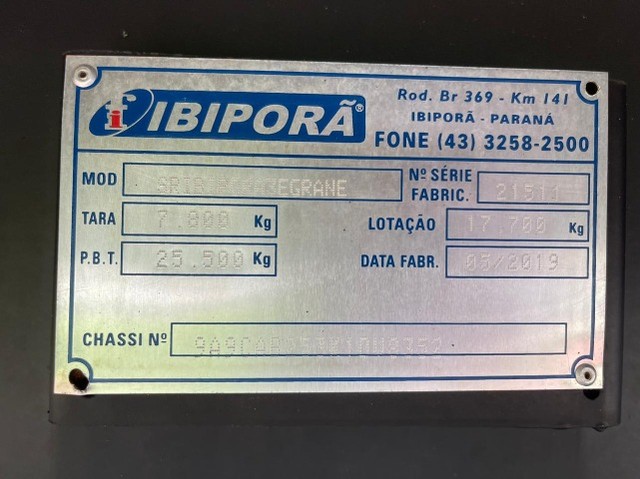 fi IBIPORÃ®
Rod. Br 369 - Km 141
IBIPORÃ - PARANÁ
FONE (43) 3258-2500
MOD
Nº SÉRIE FABRIC.
TARA 7.800 Kg LOTAÇÃO 17.700 Kg
P.B.T. 25.500 Kg DATA FABR. 05/2019
CHASSI Nº